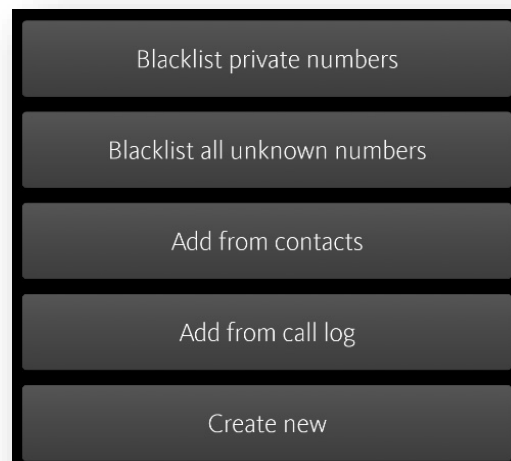 Blacklist private numbers
Blacklist all unknown numbers
Add from contacts
Add from call log
Create new